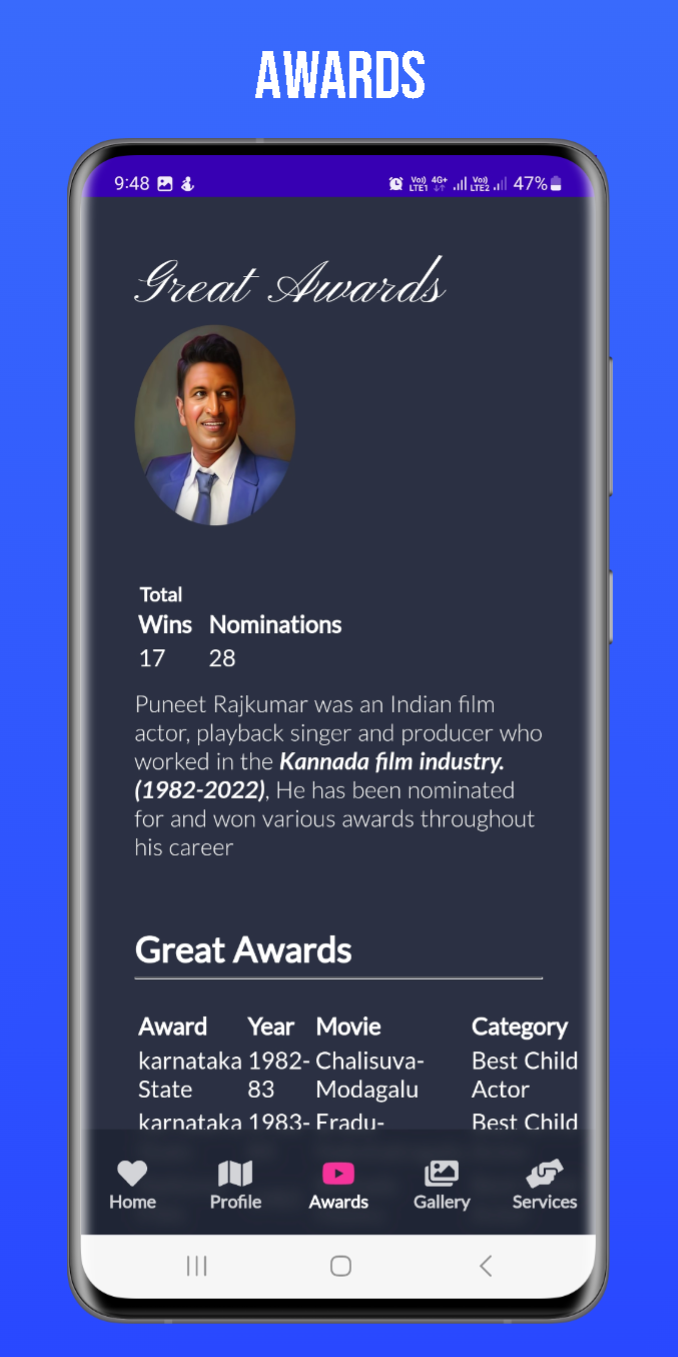 AWARDS
9:48 Vo)) LTE1 4G+ Vo)) LTE2 47%
Great Awards
Total
Wins Nominations
17 28
Puneet Rajkumar was an Indian film
actor, playback singer and producer who
worked in the Kannada film industry.
(1982-2022), He has been nominated
for and won various awards throughout
his career
Great Awards
Award Year Movie Category
karnataka 1982- Chalisuva- Best Child
State 83 Modagalu Actor
karnataka 1983- Eradu- Best Child
Home Profile Awards Gallery Services